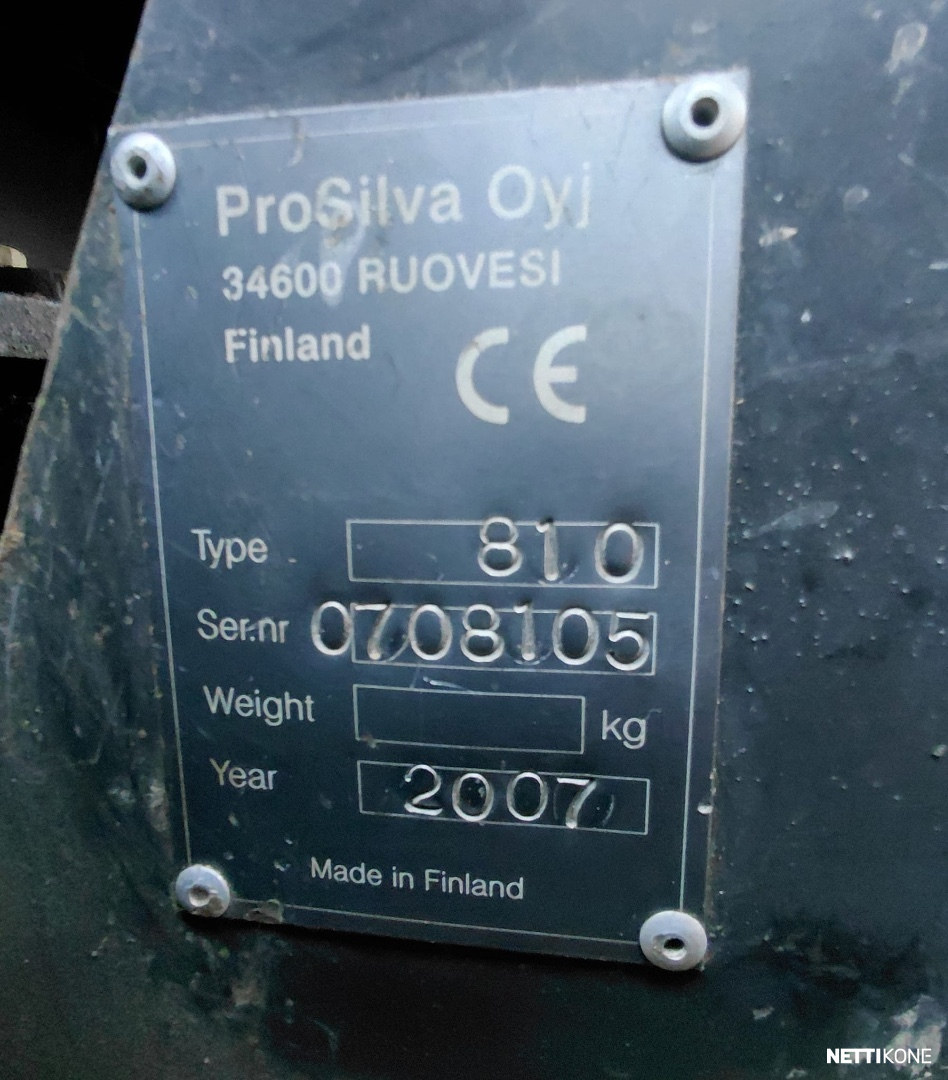 ProSilva Oyj
34600 RUOVESI
Finland
CE
Type 810
Ser.nr 0708105
Weight kg
Year 2007
Made in Finland
NETTIKONE